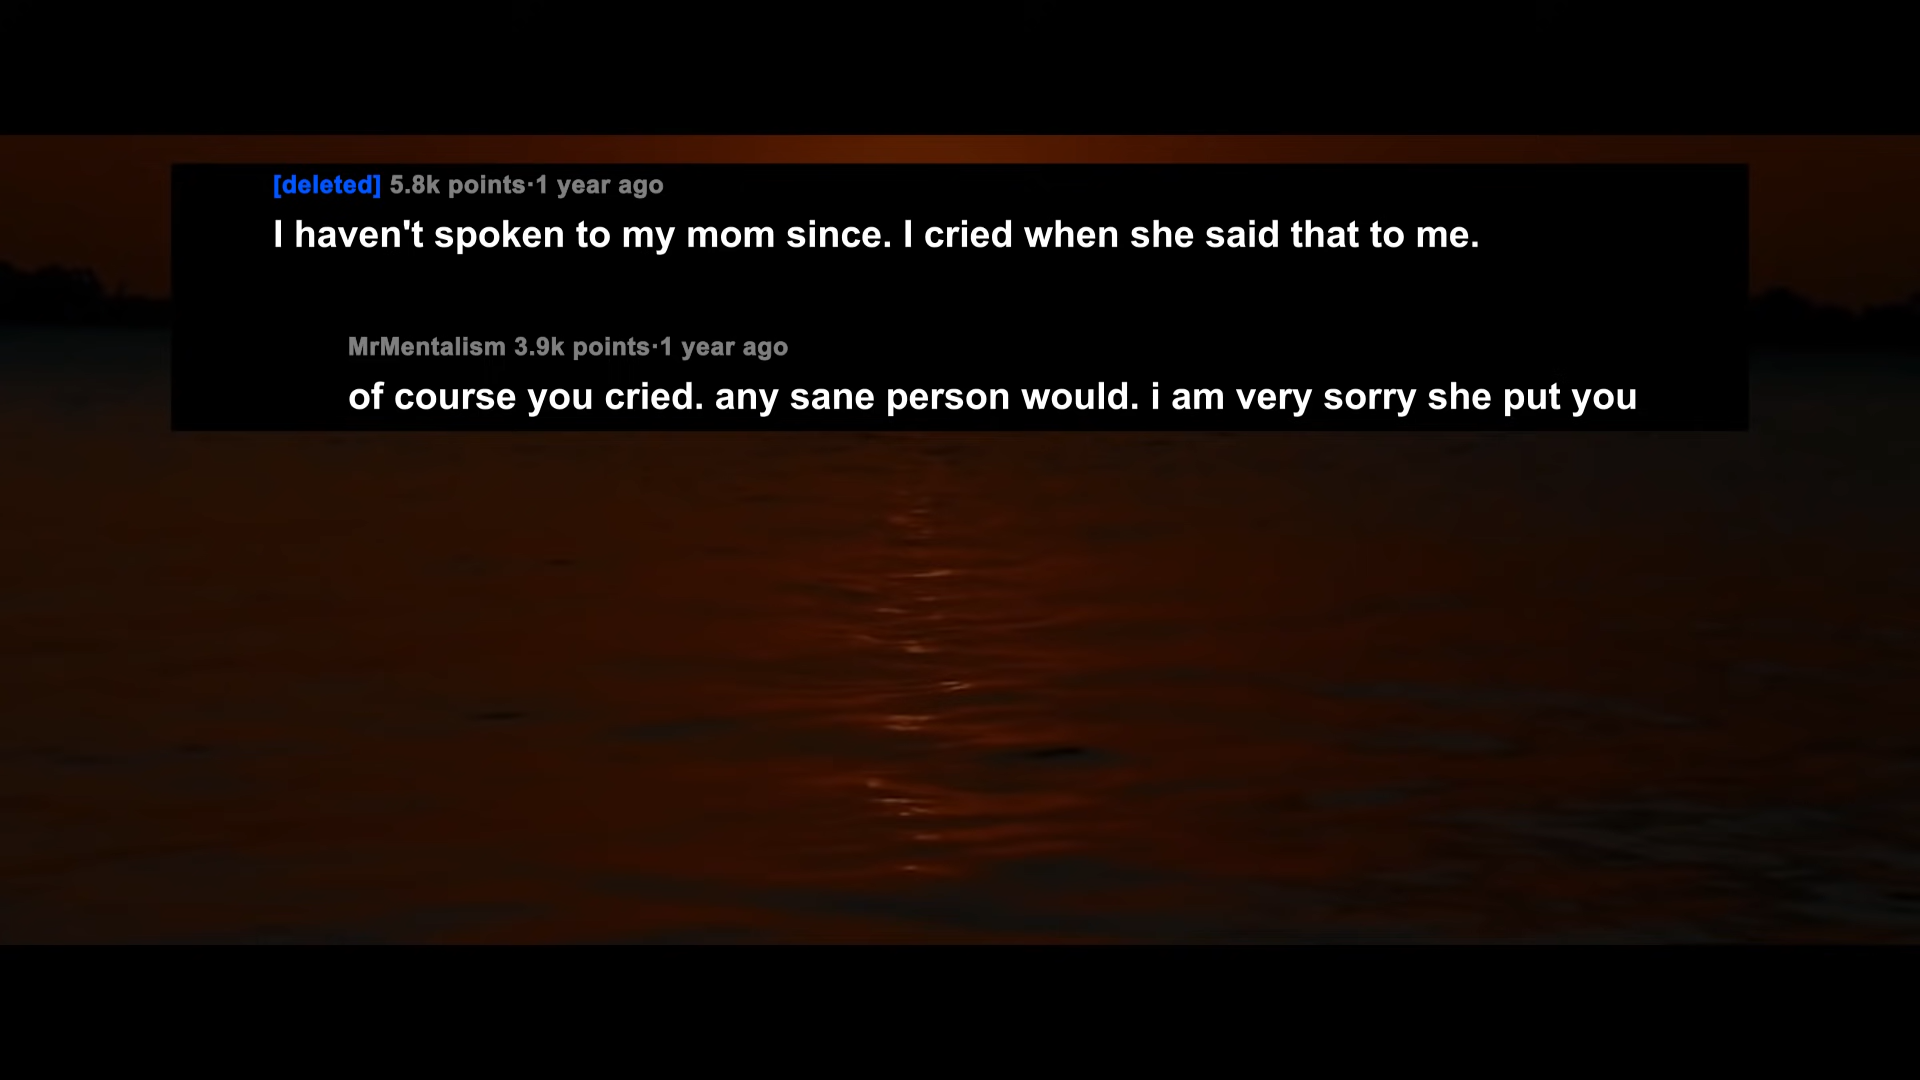 [deleted] 5.8k points·1 year ago
I haven't spoken to my mom since. I cried when she said that to me.
MrMentalism 3.9k points·1 year ago
of course you cried. any sane person would. i am very sorry she put you